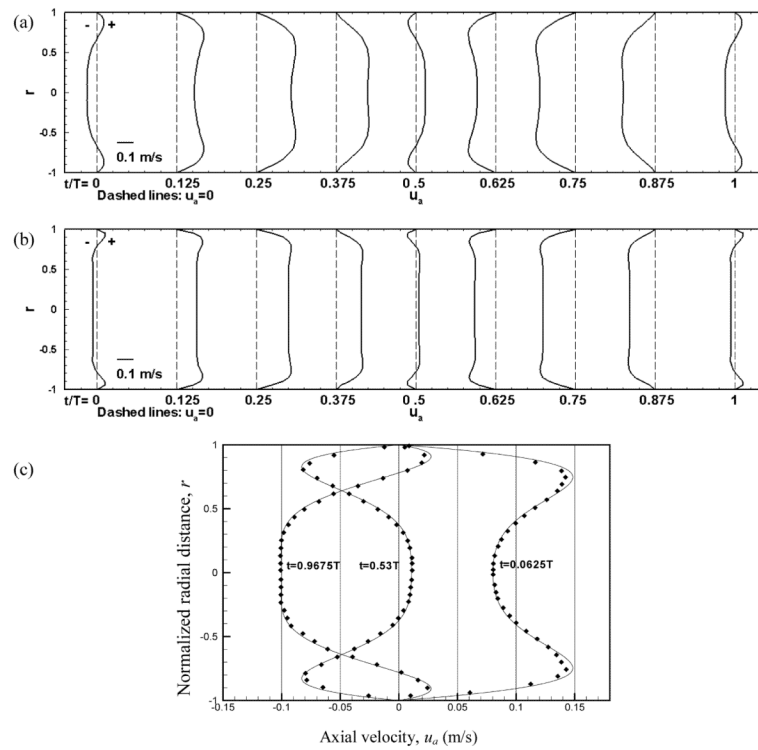 (a)
1
0.5
0
-0.5
-1
r
- +
0.1 m/s
t/T= 0 0.125 0.25 0.375 0.5 0.625 0.75 0.875 1
Dashed lines: uₐ=0
uₐ
(b)
1
0.5
0
-0.5
-1
r
- +
0.1 m/s
t/T= 0 0.125 0.25 0.375 0.5 0.625 0.75 0.875 1
Dashed lines: uₐ=0
uₐ
(c)
1
0.5
0
-0.5
-1
Normalized radial distance, r
t=0.9675T t=0.53T t=0.0625T
-0.15 -0.1 -0.05 0 0.05 0.1 0.15
Axial velocity, uₐ (m/s)